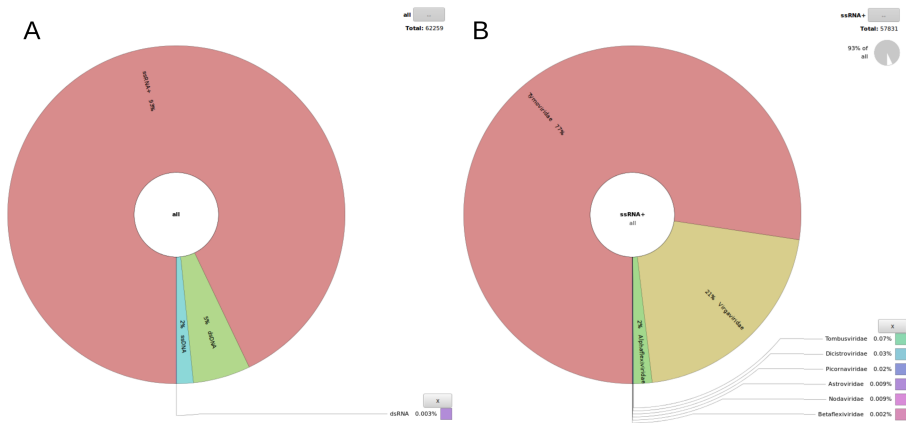 A
all
...
Total: 62259
ssRNA+ 93%
all
5% dsDNA
2% ssDNA
x
dsRNA 0.003%
B
ssRNA+
...
Total: 57831
93% of
all
Tymoviridae 77%
ssRNA+
all
21% Virgaviridae
2% Alphaflexiviridae
x
Tombusviridae 0.07%
Dicistroviridae 0.03%
Picornaviridae 0.02%
Astroviridae 0.009%
Nodaviridae 0.009%
Betaflexiviridae 0.002%